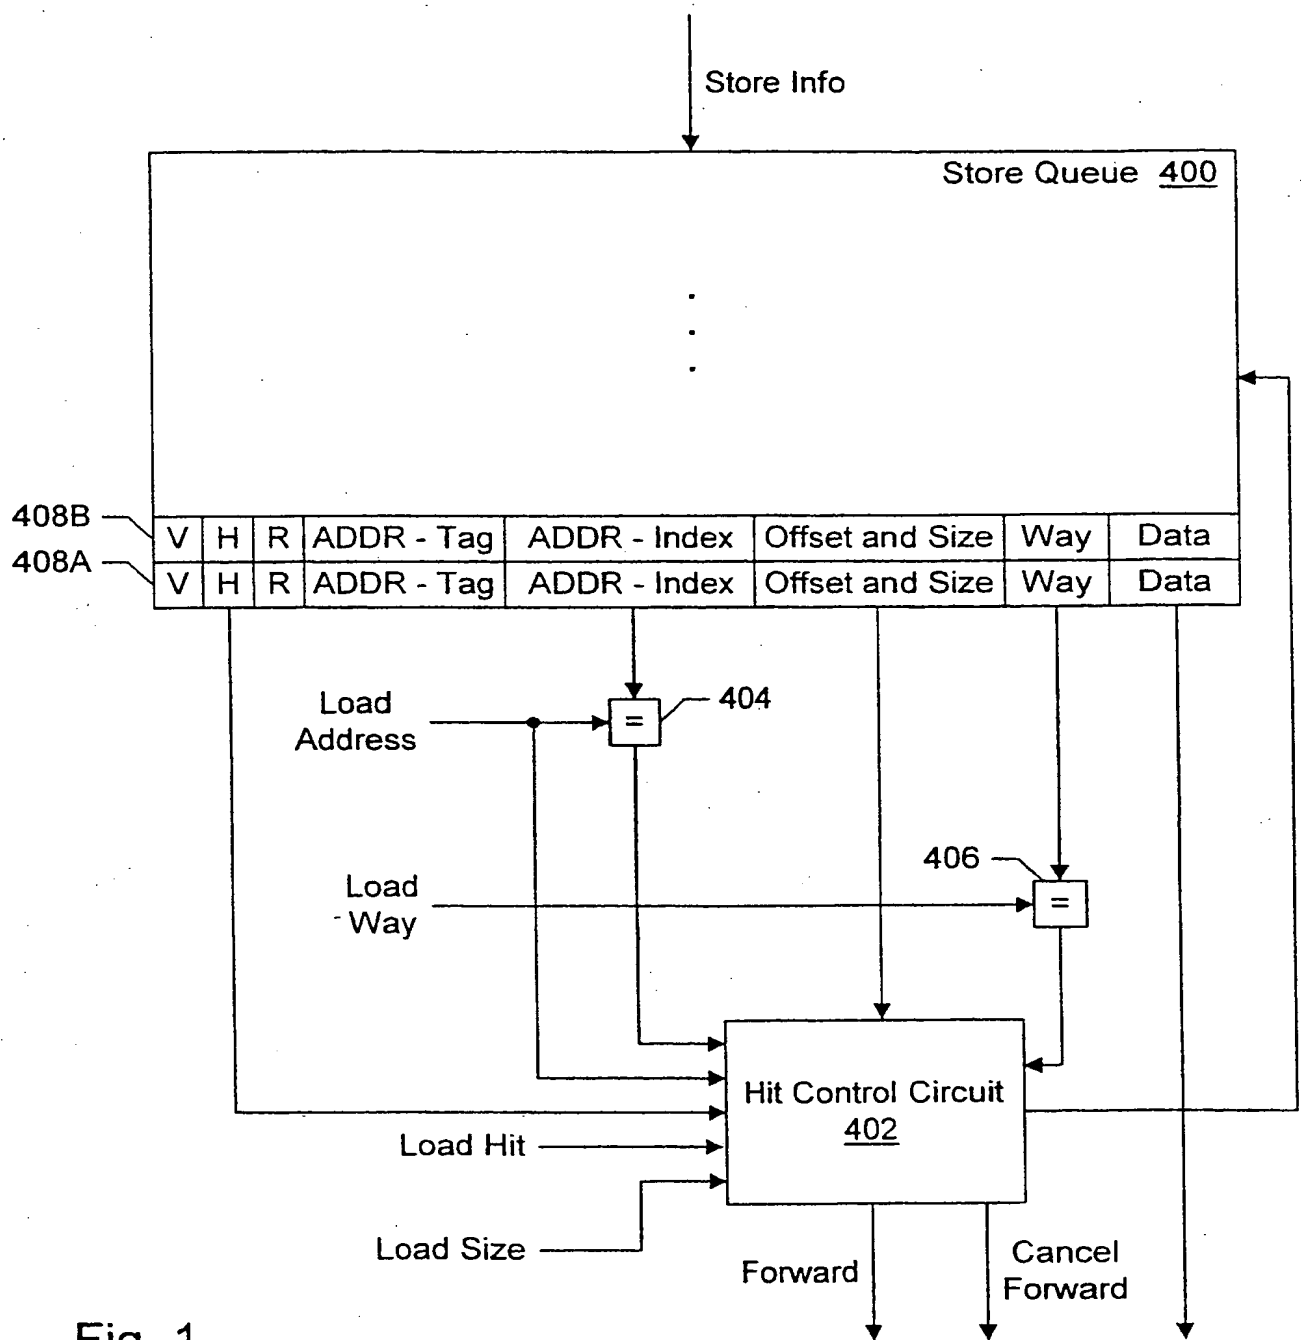 Store Info
Store Queue 400
408B
V H R ADDR - Tag ADDR - Index Offset and Size Way Data
408A
V H R ADDR - Tag ADDR - Index Offset and Size Way Data
Load
Address
=
404
406
Load
Way
=
Hit Control Circuit
402
Load Hit
Load Size
Forward
Cancel
Forward
Fig. 1